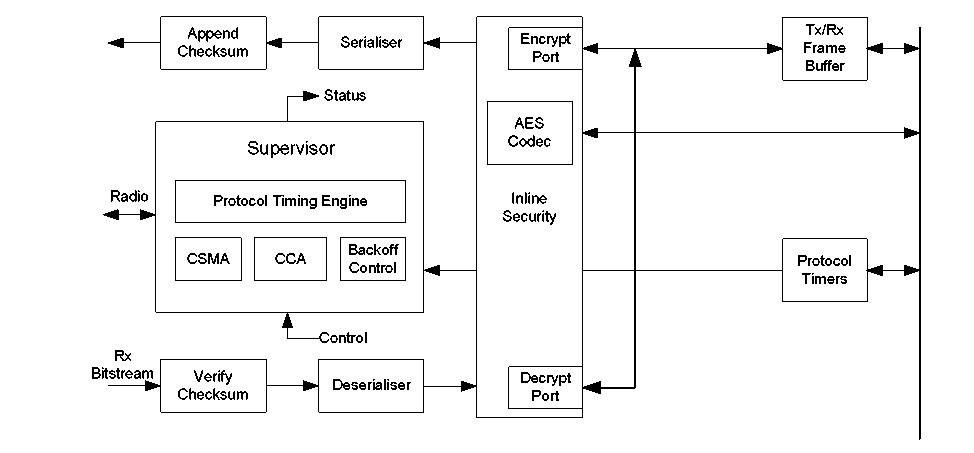 Append
Checksum
Serialiser
Encrypt
Port
Tx/Rx
Frame
Buffer
Status
Supervisor
AES
Codec
Radio
Protocol Timing Engine
Inline
Security
CSMA
CCA
Backoff
Control
Protocol
Timers
Control
Rx
Bitstream
Verify
Checksum
Deserialiser
Decrypt
Port